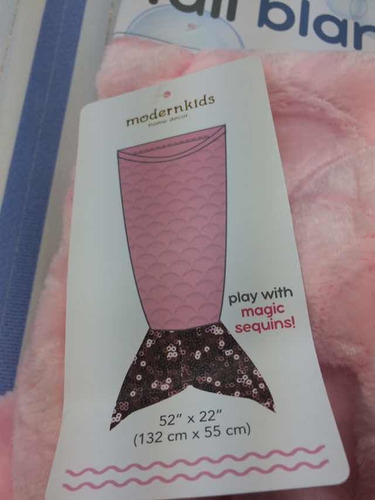 tail blan
modernkids
home decor
play with
magic
sequins!
52" x 22"
(132 cm x 55 cm)